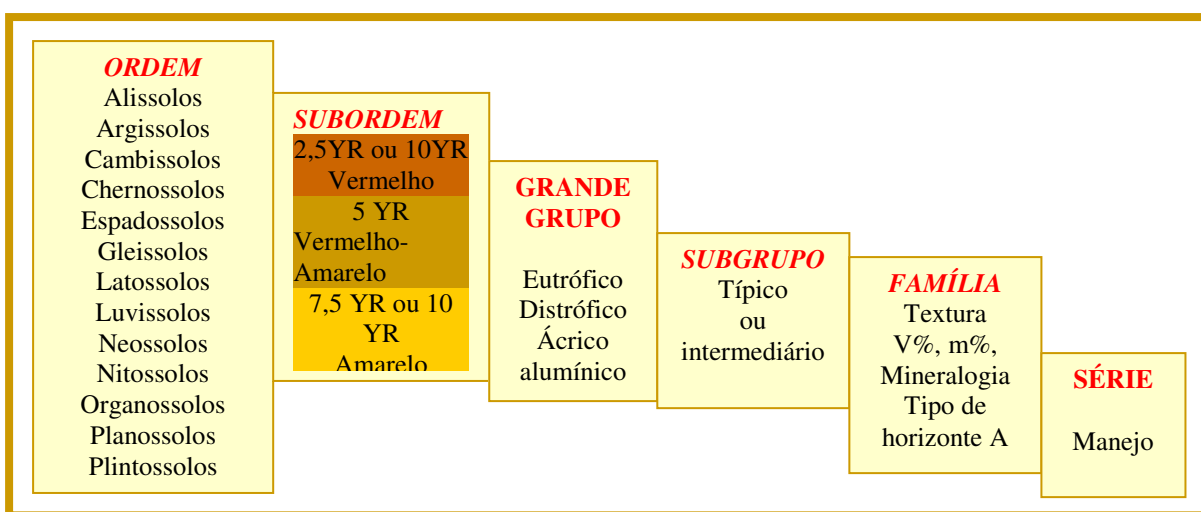 ORDEM
Alissolos
Argissolos
Cambissolos
Chernossolos
Espadossolos
Gleissolos
Latossolos
Luvissolos
Neossolos
Nitossolos
Organossolos
Planossolos
Plintossolos
SUBORDEM
2,5YR ou 10YR
Vermelho
5 YR
Vermelho-
Amarelo
7,5 YR ou 10
YR
Amarelo
GRANDE
GRUPO
Eutrófico
Distrófico
Ácrico
alumínico
SUBGRUPO
Típico
ou
intermediário
FAMÍLIA
Textura
V%, m%,
Mineralogia
Tipo de
horizonte A
SÉRIE
Manejo